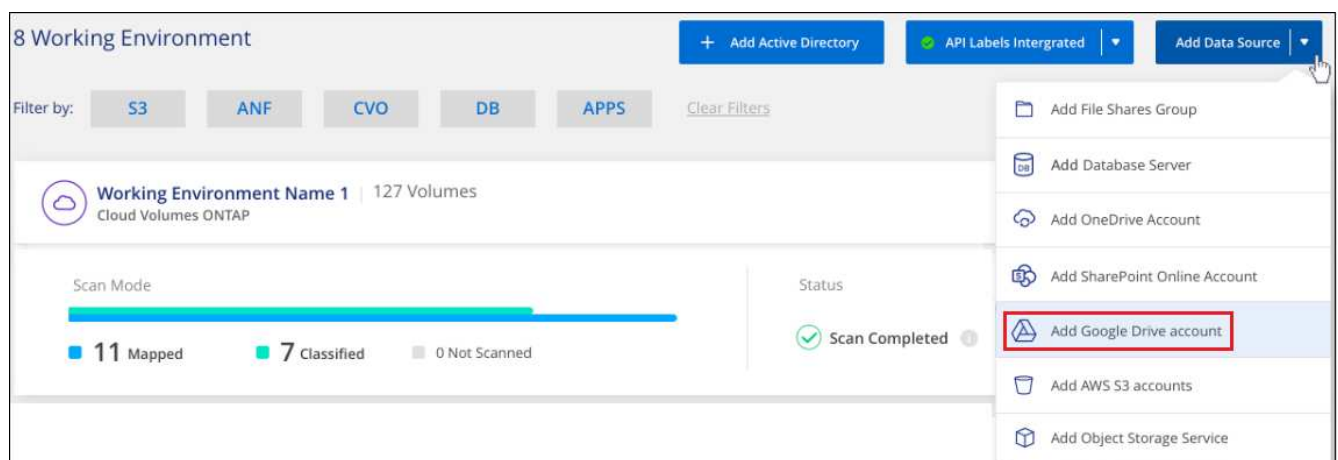 8 Working Environment
+ Add Active Directory
API Labels Intergrated
Add Data Source
Filter by:
S3
ANF
CVO
DB
APPS
Clear Filters
Add File Shares Group
DB
Add Database Server
Working Environment Name 1 | 127 Volumes
Cloud Volumes ONTAP
Add OneDrive Account
Add SharePoint Online Account
Scan Mode
Status
Add Google Drive account
11 Mapped
7 Classified
0 Not Scanned
Scan Completed
Add AWS S3 accounts
Add Object Storage Service